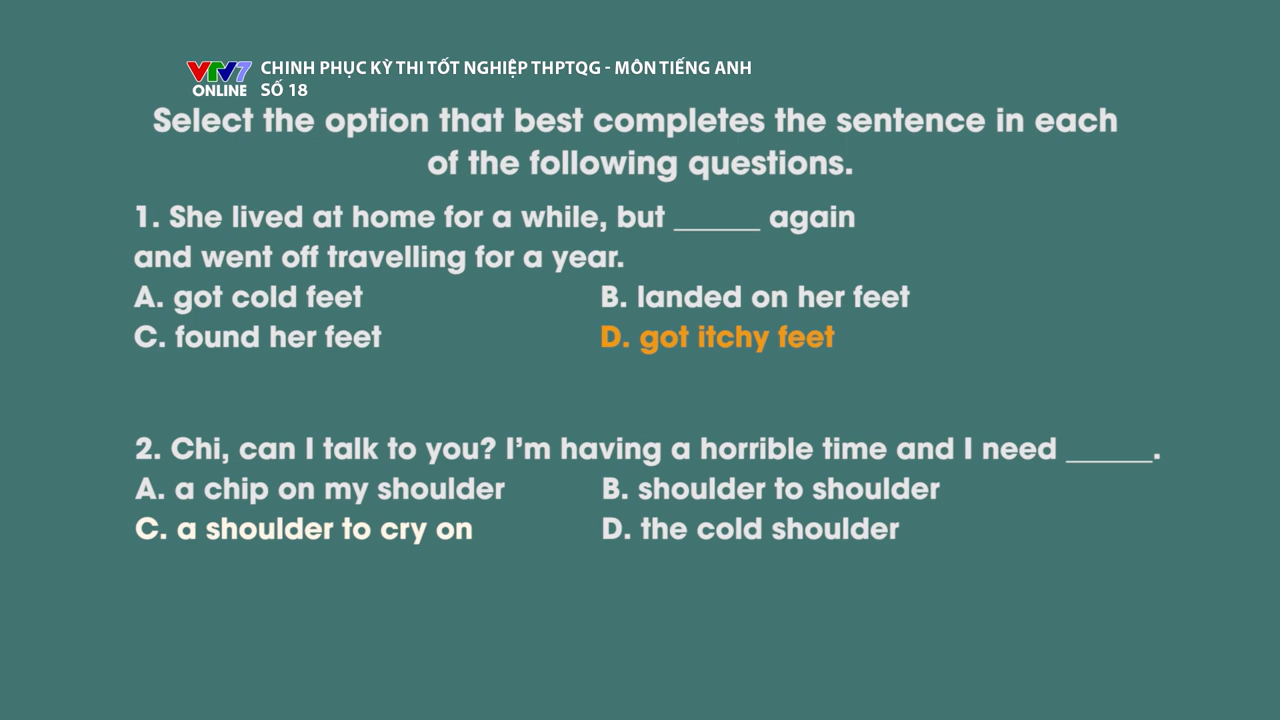 VTV7 CHINH PHỤC KỲ THI TỐT NGHIỆP THPTQG - MÔN TIẾNG ANH
ONLINE SỐ 18
Select the option that best completes the sentence in each
of the following questions.
1. She lived at home for a while, but ______ again
and went off travelling for a year.
A. got cold feet B. landed on her feet
C. found her feet D. got itchy feet
2. Chi, can I talk to you? I’m having a horrible time and I need ______.
A. a chip on my shoulder B. shoulder to shoulder
C. a shoulder to cry on D. the cold shoulder